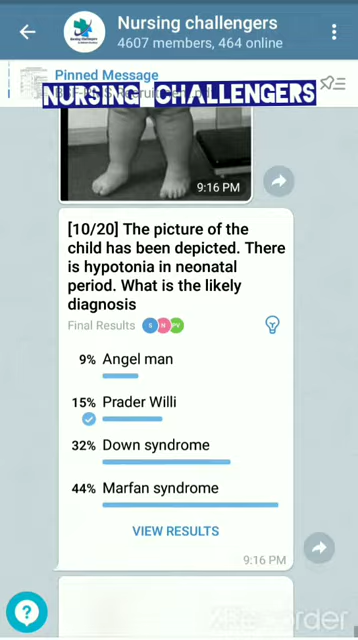 Nursing challengers
4607 members, 464 online
Pinned Message
NURSING CHALLENGERS
9:16 PM
[10/20] The picture of the
child has been depicted. There
is hypotonia in neonatal
period. What is the likely
diagnosis
Final Results S N PV
9% Angel man
15% Prader Willi
32% Down syndrome
44% Marfan syndrome
VIEW RESULTS
9:16 PM